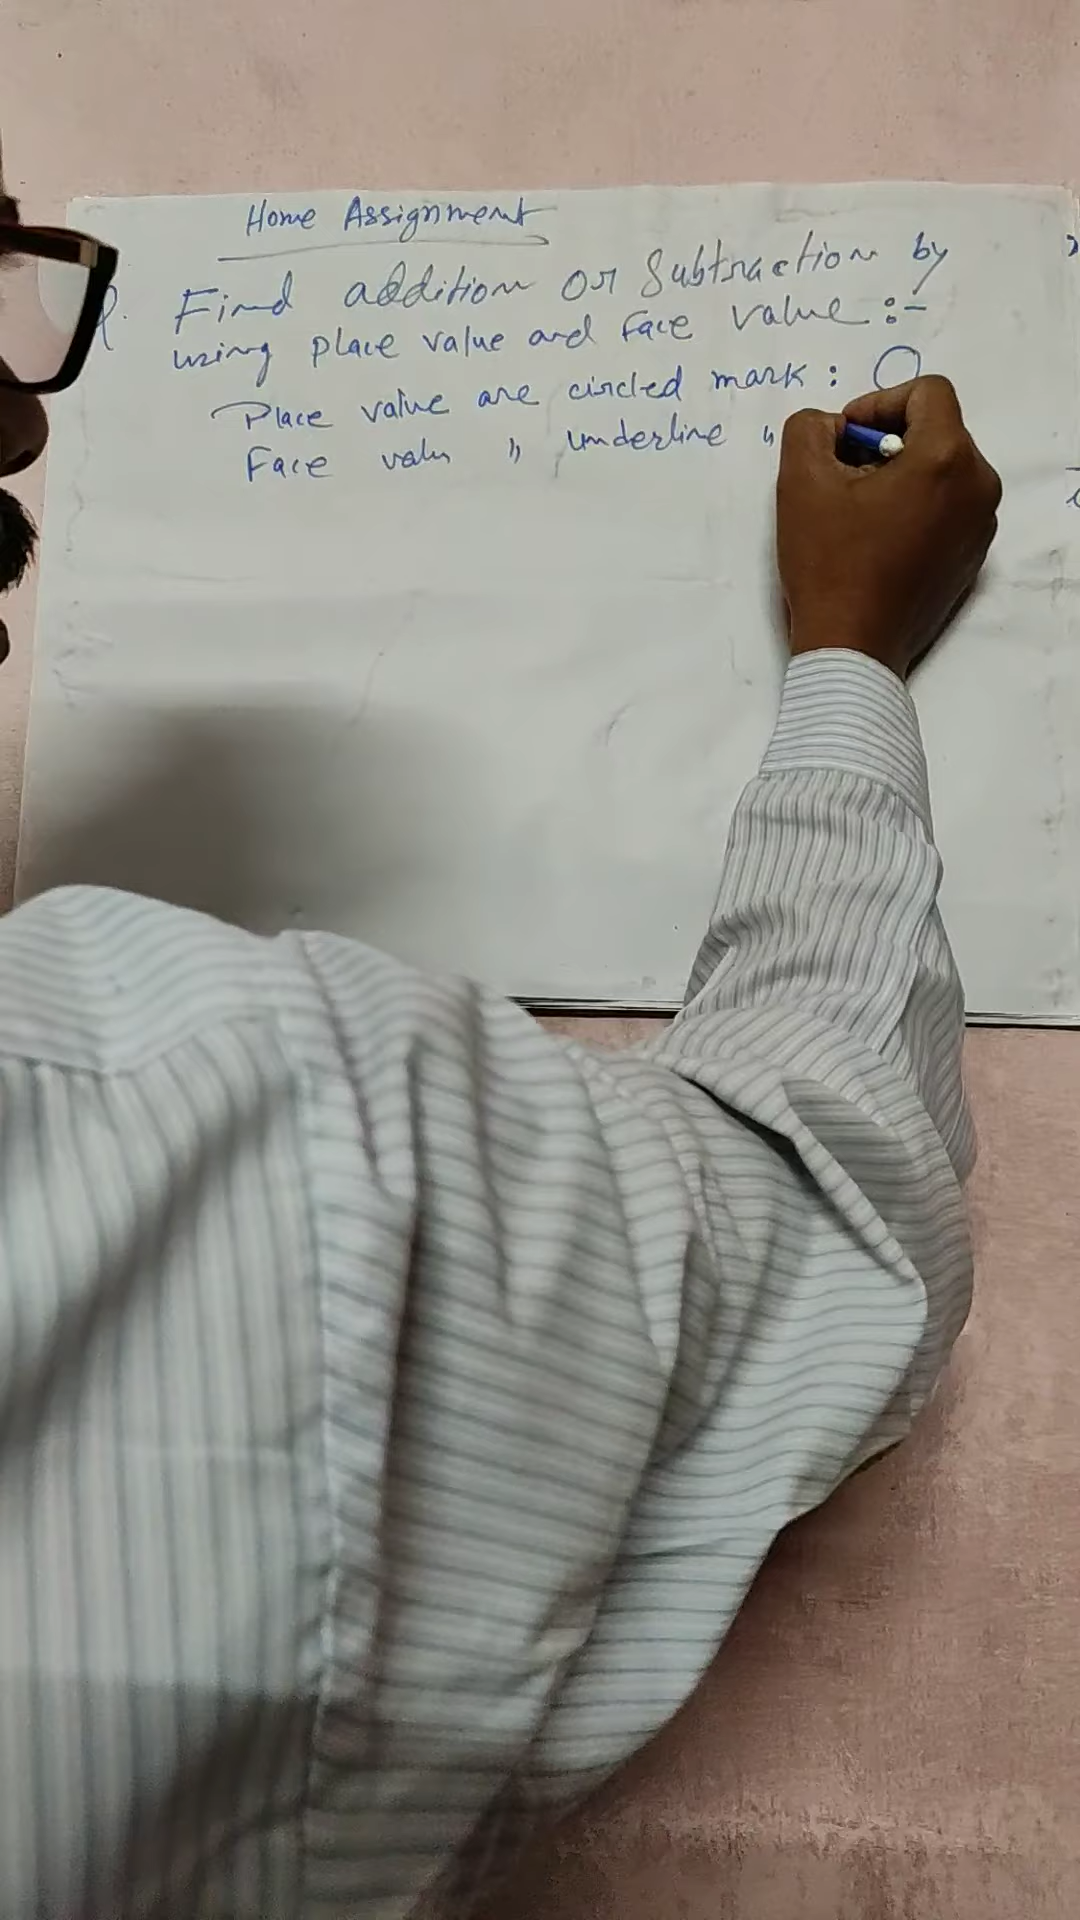 Home Assignment
Q. Find addition or Subtraction by
using place value and Face value :-
Place value are circled mark : O
Face valu " underline "